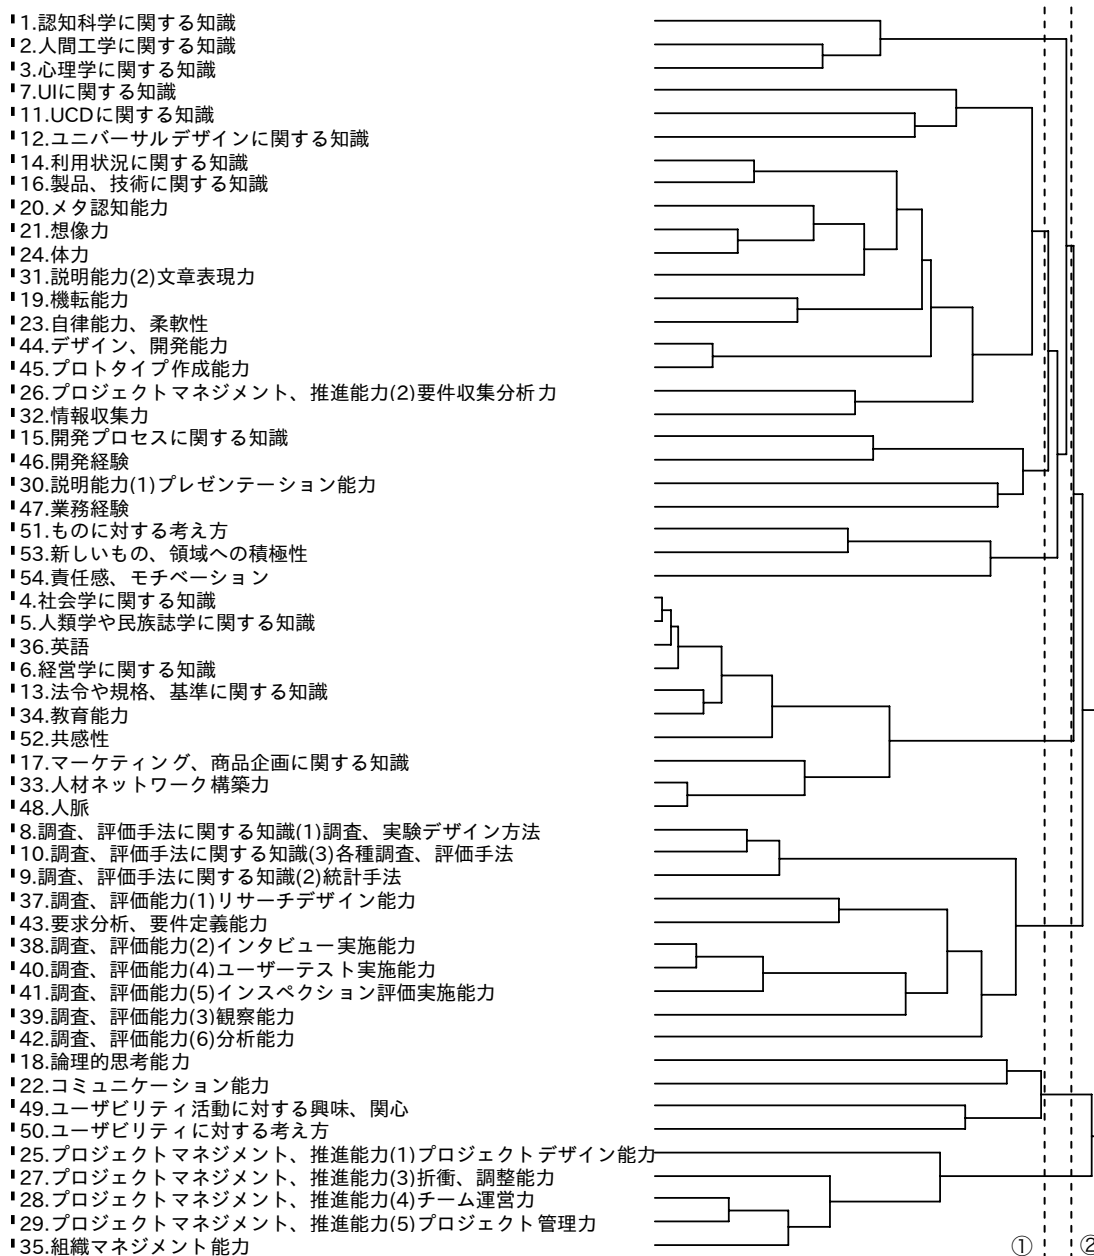 1.認知科学に関する知識
2.人間工学に関する知識
3.心理学に関する知識
7.UIに関する知識
11.UCDに関する知識
12.ユニバーサルデザインに関する知識
14.利用状況に関する知識
16.製品、技術に関する知識
20.メタ認知能力
21.想像力
24.体力
31.説明能力(2)文章表現力
19.機転能力
23.自律能力、柔軟性
44.デザイン、開発能力
45.プロトタイプ作成能力
26.プロジェクトマネジメント、推進能力(2)要件収集分析力
32.情報収集力
15.開発プロセスに関する知識
46.開発経験
30.説明能力(1)プレゼンテーション能力
47.業務経験
51.ものに対する考え方
53.新しいもの、領域への積極性
54.責任感、モチベーション
4.社会学に関する知識
5.人類学や民族誌学に関する知識
36.英語
6.経営学に関する知識
13.法令や規格、基準に関する知識
34.教育能力
52.共感性
17.マーケティング、商品企画に関する知識
33.人材ネットワーク構築力
48.人脈
8.調査、評価手法に関する知識(1)調査、実験デザイン方法
10.調査、評価手法に関する知識(3)各種調査、評価手法
9.調査、評価手法に関する知識(2)統計手法
37.調査、評価能力(1)リサーチデザイン能力
43.要求分析、要件定義能力
38.調査、評価能力(2)インタビュー実施能力
40.調査、評価能力(4)ユーザーテスト実施能力
41.調査、評価能力(5)インスペクション評価実施能力
39.調査、評価能力(3)観察能力
42.調査、評価能力(6)分析能力
18.論理的思考能力
22.コミュニケーション能力
49.ユーザビリティ活動に対する興味、関心
50.ユーザビリティに対する考え方
25.プロジェクトマネジメント、推進能力(1)プロジェクトデザイン能力
27.プロジェクトマネジメント、推進能力(3)折衝、調整能力
28.プロジェクトマネジメント、推進能力(4)チーム運営力
29.プロジェクトマネジメント、推進能力(5)プロジェクト管理力
35.組織マネジメント能力
① ②